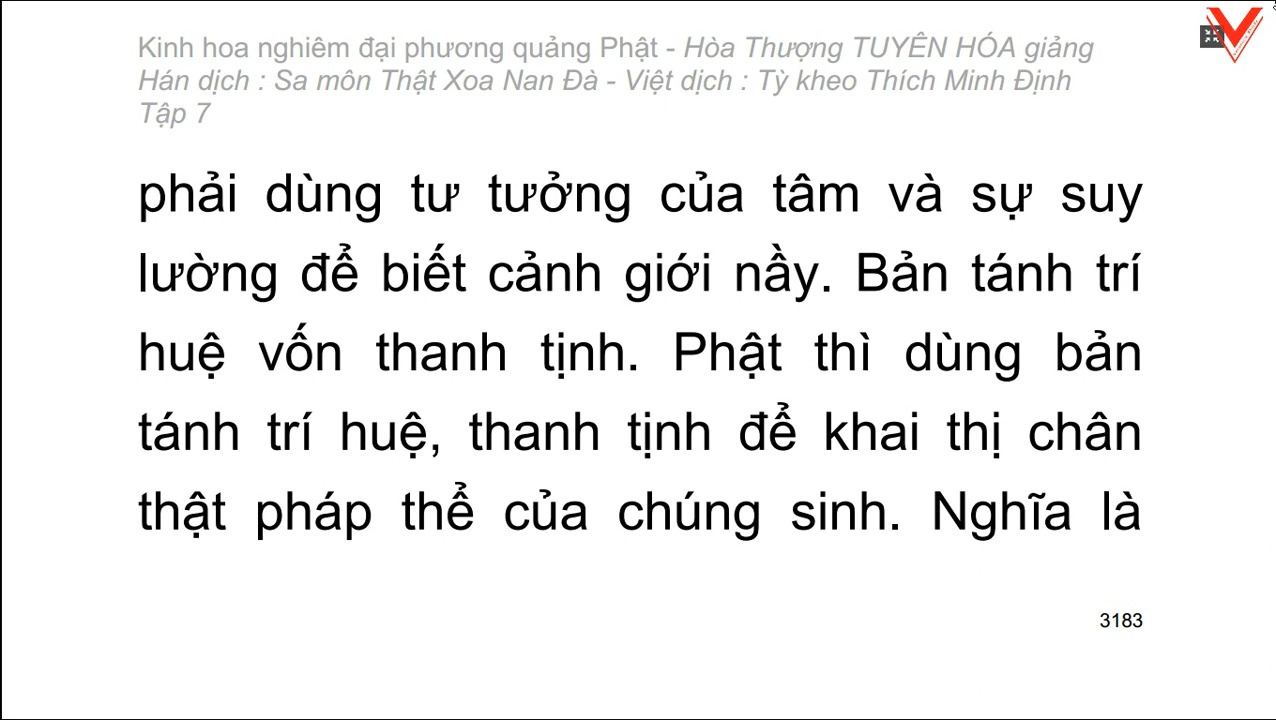 Kinh hoa nghiêm đại phương quảng Phật - Hòa Thượng TUYÊN HÓA giảng
Hán dịch : Sa môn Thật Xoa Nan Đà - Việt dịch : Tỳ kheo Thích Minh Định
Tập 7
phải dùng tư tưởng của tâm và sự suy
lường để biết cảnh giới nầy. Bản tánh trí
huệ vốn thanh tịnh. Phật thì dùng bản
tánh trí huệ, thanh tịnh để khai thị chân
thật pháp thể của chúng sinh. Nghĩa là
3183